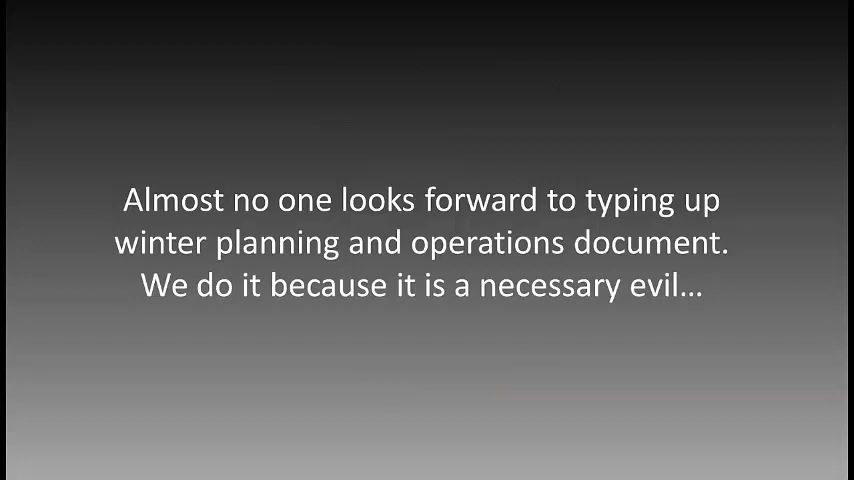 Almost no one looks forward to typing up
winter planning and operations document.
We do it because it is a necessary evil…